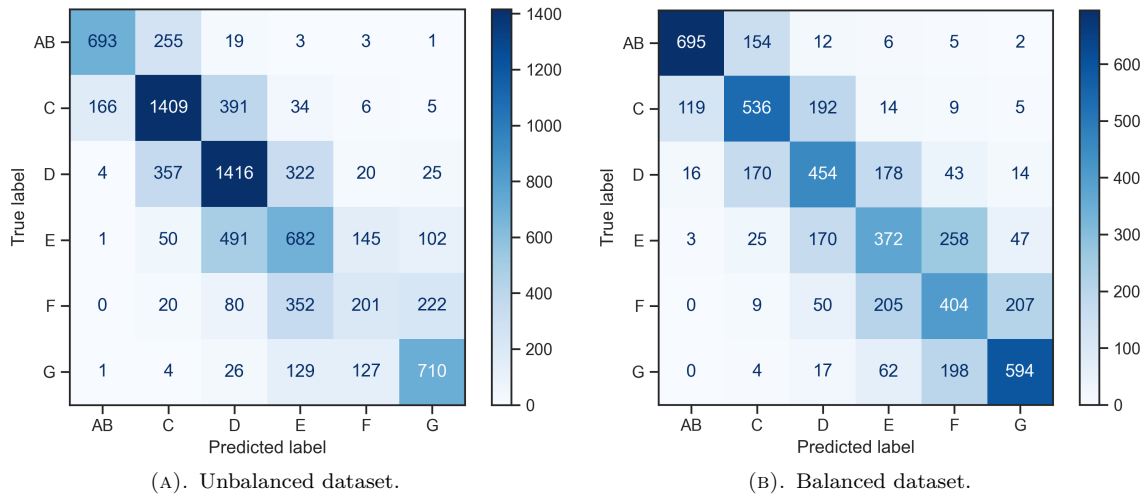 AB 693 255 19 3 3 1
C 166 1409 391 34 6 5
D 4 357 1416 322 20 25
E 1 50 491 682 145 102
F 0 20 80 352 201 222
G 1 4 26 129 127 710
AB C D E F G
Predicted label
True label
1400
1200
1000
800
600
400
200
0
(A). Unbalanced dataset.
AB 695 154 12 6 5 2
C 119 536 192 14 9 5
D 16 170 454 178 43 14
E 3 25 170 372 258 47
F 0 9 50 205 404 207
G 0 4 17 62 198 594
AB C D E F G
Predicted label
True label
600
500
400
300
200
100
0
(B). Balanced dataset.